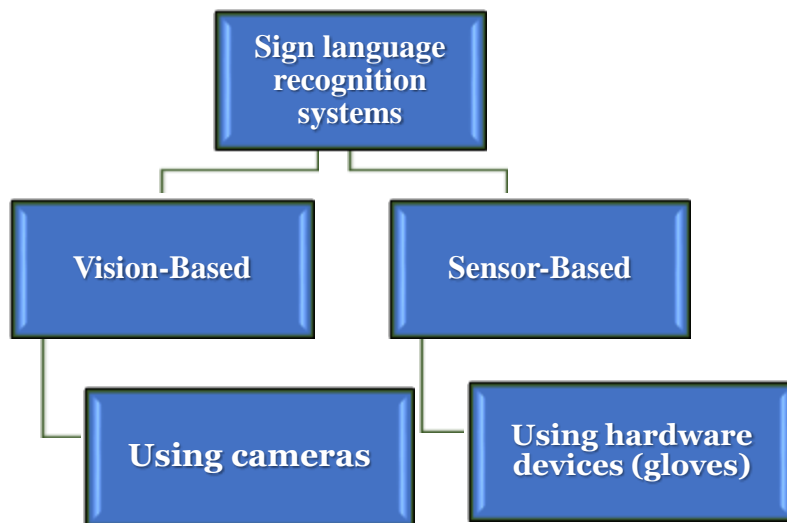 Sign language
recognition
systems
Vision-Based
Sensor-Based
Using cameras
Using hardware
devices (gloves)